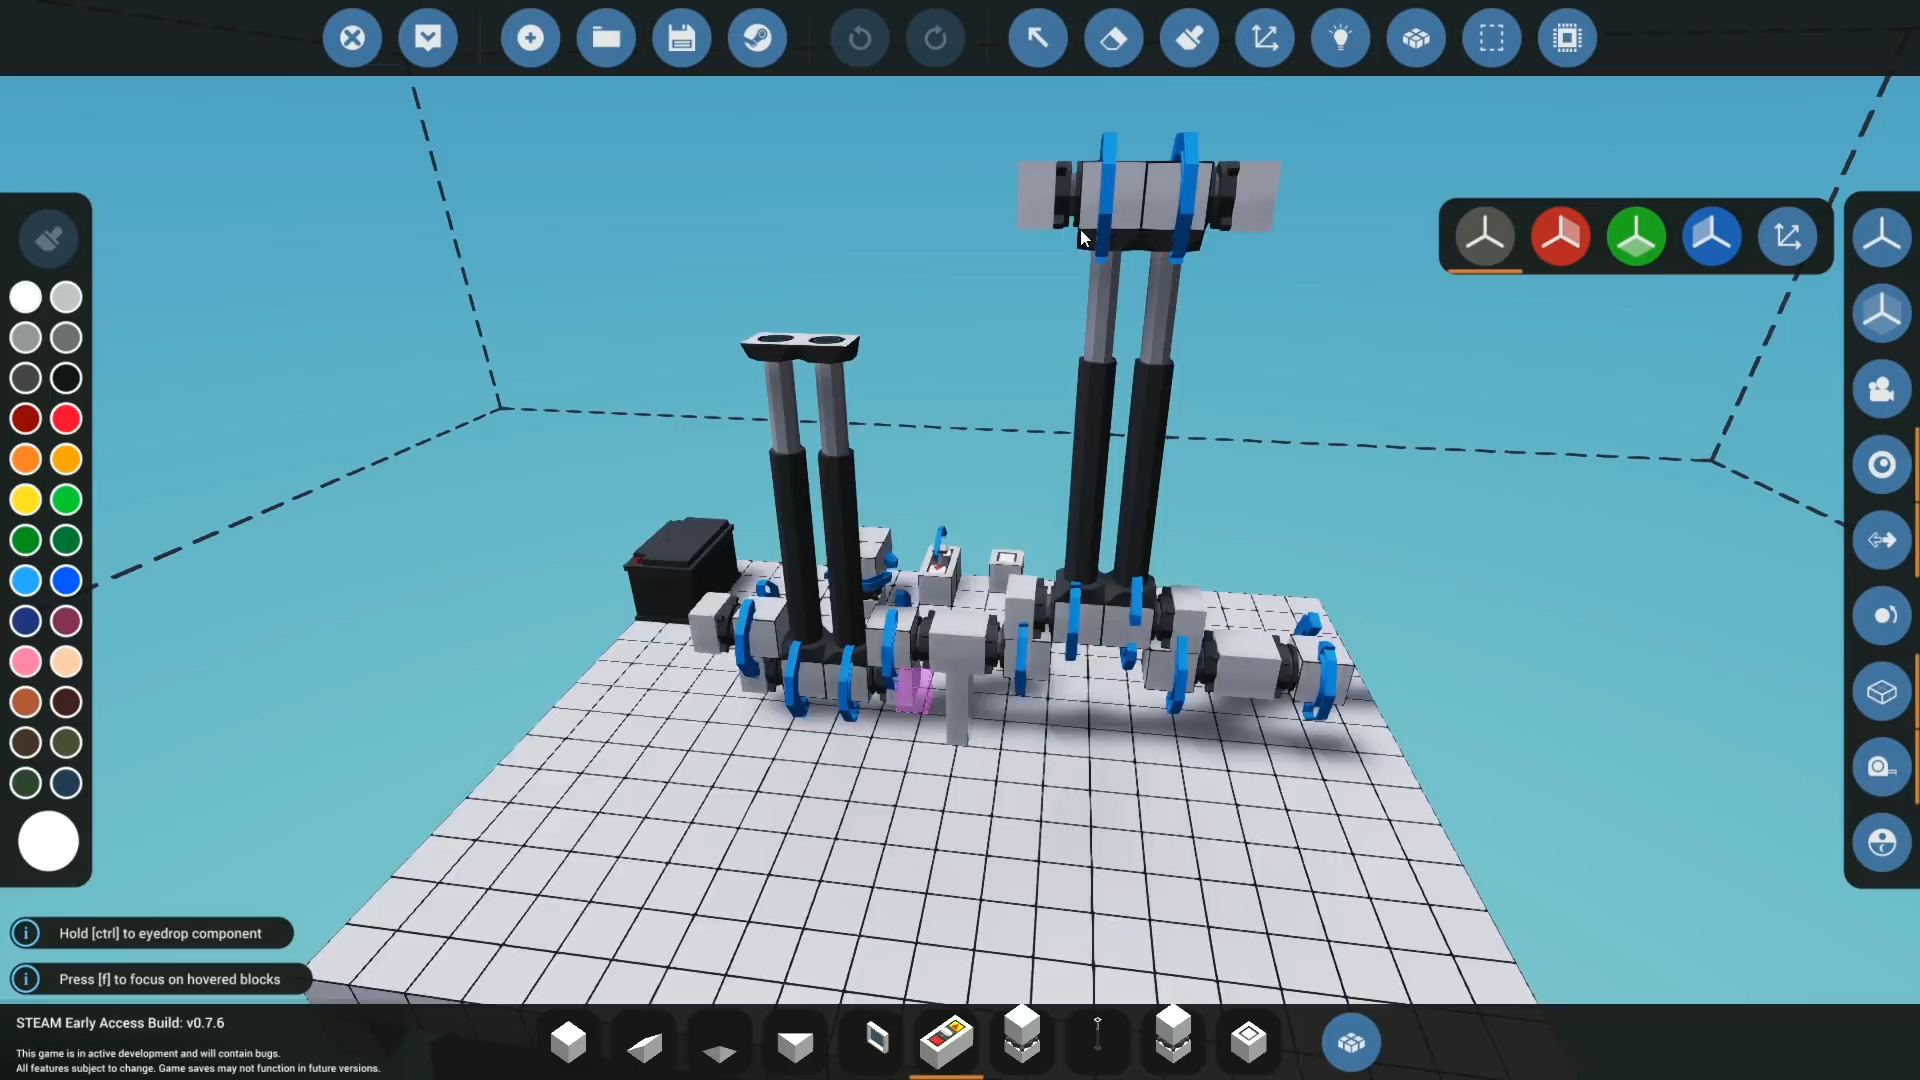 Hold [ctrl] to eyedrop component
Press [f] to focus on hovered blocks
STEAM Early Access Build: v0.7.6
This game is in active development and will contain bugs.
All features subject to change. Game saves may not function in future versions.